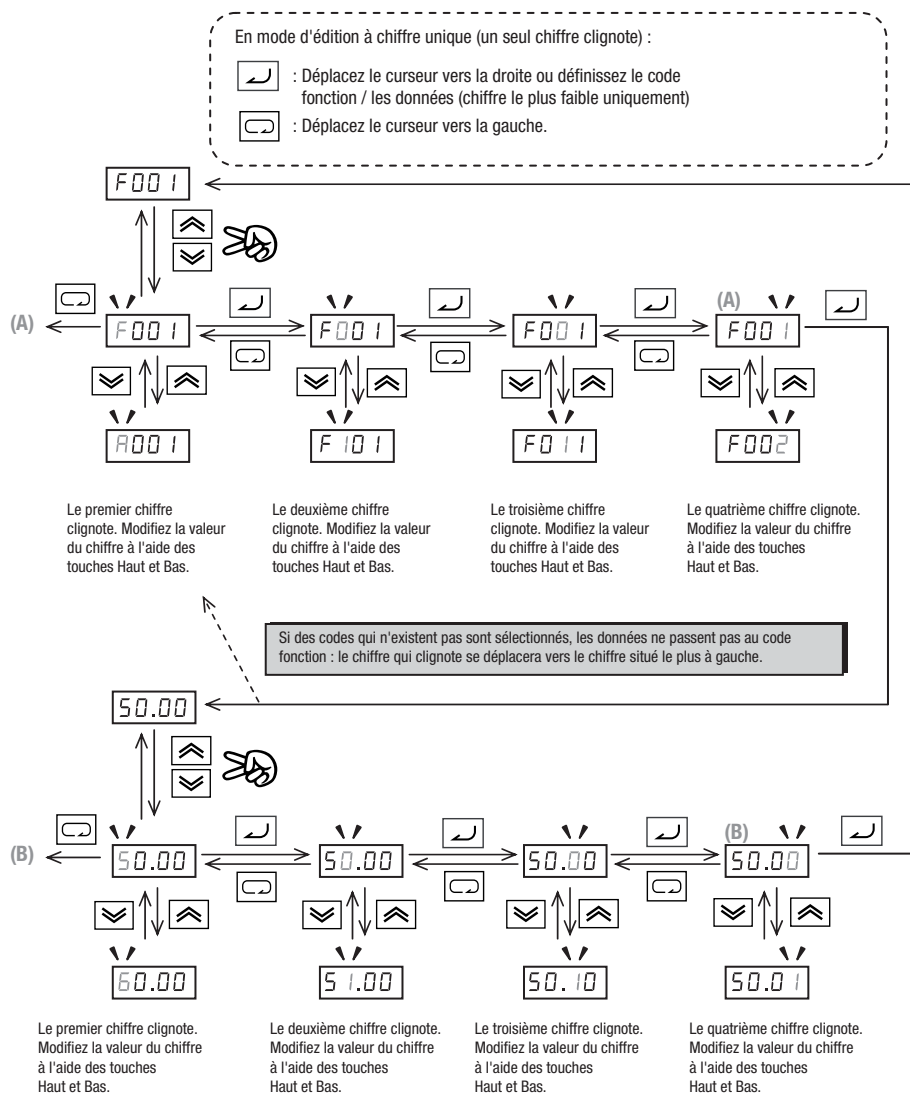 En mode d'édition à chiffre unique (un seul chiffre clignote) :
: Déplacez le curseur vers la droite ou définissez le code
fonction / les données (chiffre le plus faible uniquement)
: Déplacez le curseur vers la gauche.
F001
(A)
F001
F001
F001
(A)
F001
A001
F101
F011
F002
Le premier chiffre
clignote. Modifiez la valeur
du chiffre à l'aide des
touches Haut et Bas.
Le deuxième chiffre
clignote. Modifiez la valeur
du chiffre à l'aide des
touches Haut et Bas.
Le troisième chiffre
clignote. Modifiez la valeur
du chiffre à l'aide des
touches Haut et Bas.
Le quatrième chiffre clignote.
Modifiez la valeur du chiffre
à l'aide des touches
Haut et Bas.
Si des codes qui n'existent pas sont sélectionnés, les données ne passent pas au code
fonction : le chiffre qui clignote se déplacera vers le chiffre situé le plus à gauche.
50.00
(B)
50.00
50.00
50.00
(B)
50.00
60.00
51.00
50.10
50.01
Le premier chiffre clignote.
Modifiez la valeur du chiffre
à l'aide des touches
Haut et Bas.
Le deuxième chiffre clignote.
Modifiez la valeur du chiffre
à l'aide des touches
Haut et Bas.
Le troisième chiffre clignote.
Modifiez la valeur du chiffre
à l'aide des touches
Haut et Bas.
Le quatrième chiffre clignote.
Modifiez la valeur du chiffre
à l'aide des touches
Haut et Bas.